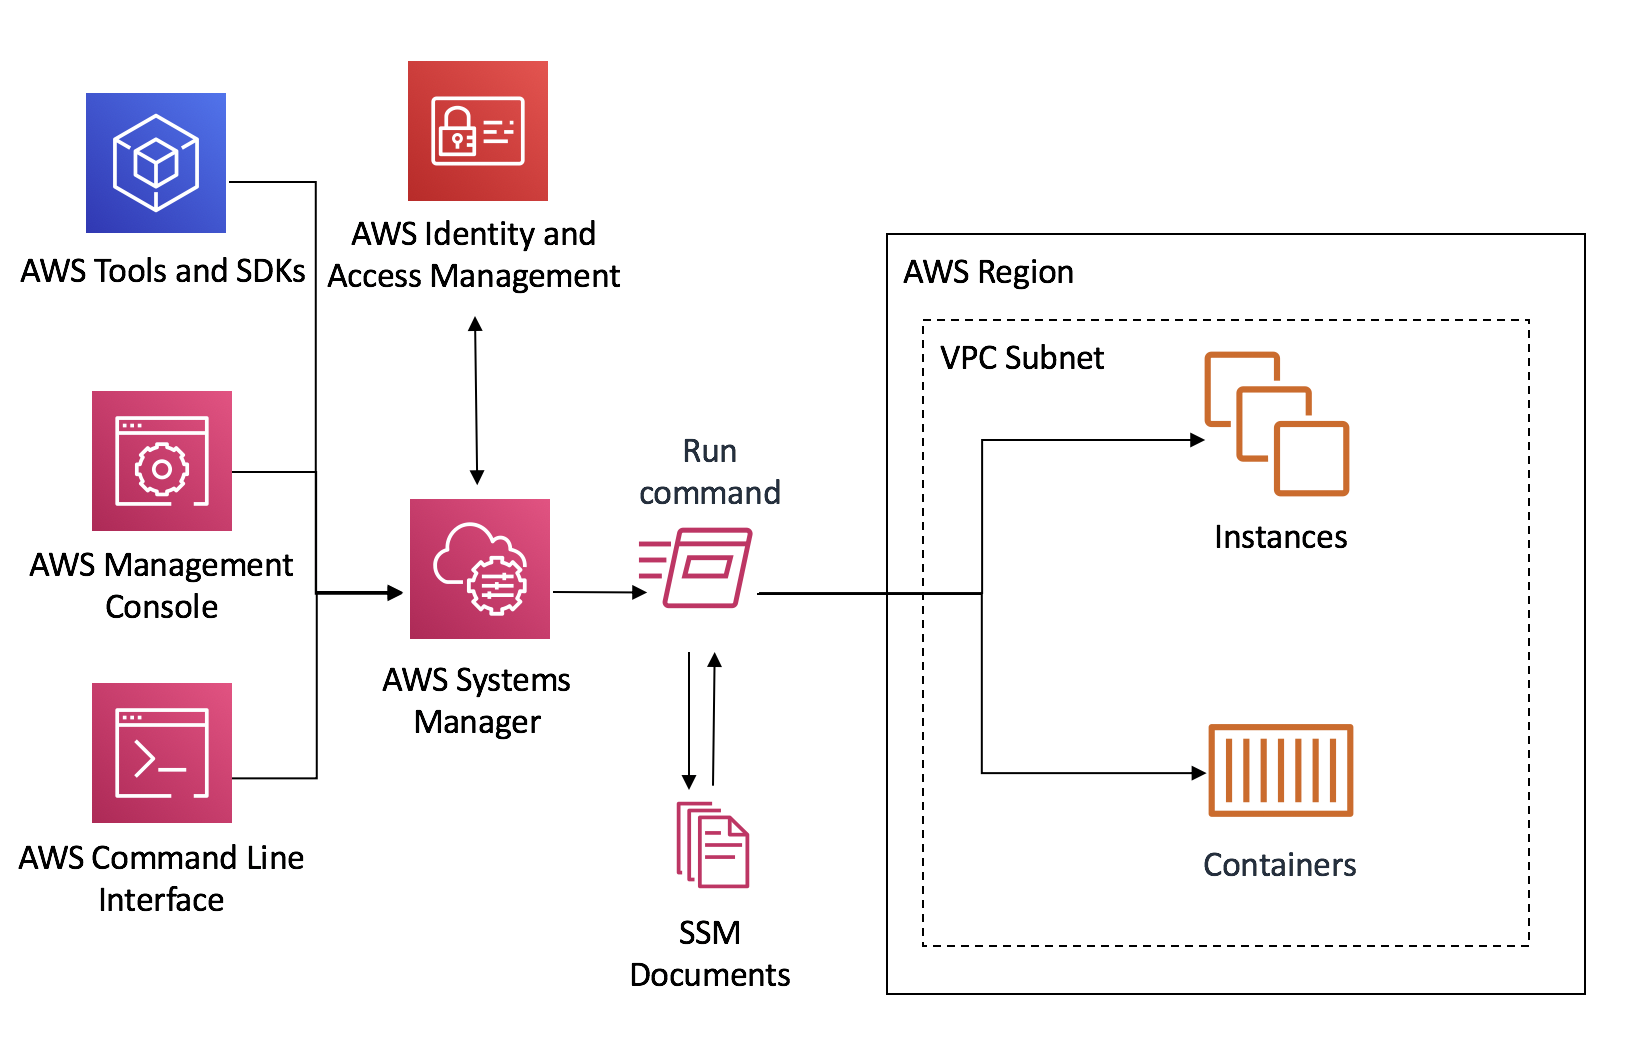 AWS Tools and SDKs
AWS Identity and
Access Management
AWS Management
Console
AWS Command Line
Interface
AWS Systems
Manager
Run
command
SSM
Documents
AWS Region
VPC Subnet
Instances
Containers